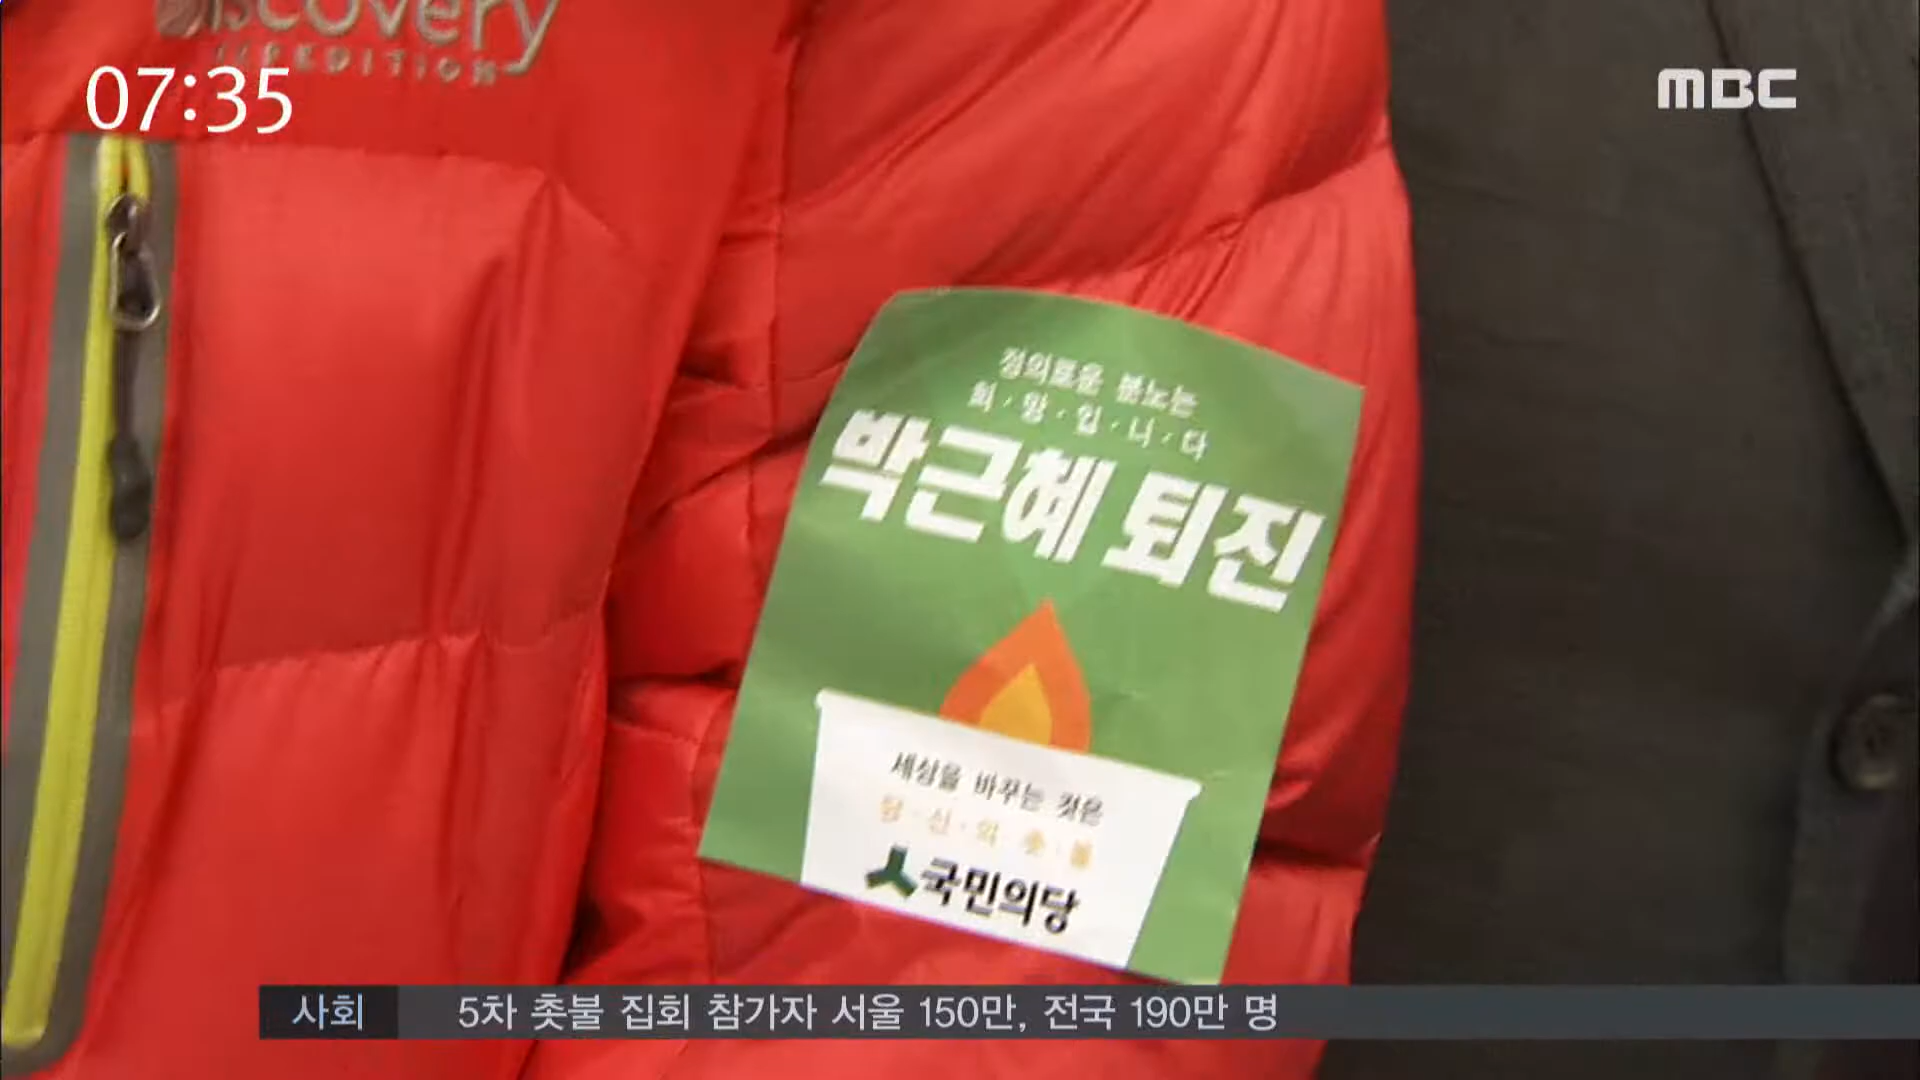 Discovery
EXPEDITION
07:35
MBC
정의로운 분노는
희·망·입·니·다
박근혜 퇴진
세상을 바꾸는 것은
당·신·의 촛·불
국민의당
사회 5차 촛불 집회 참가자 서울 150만, 전국 190만 명